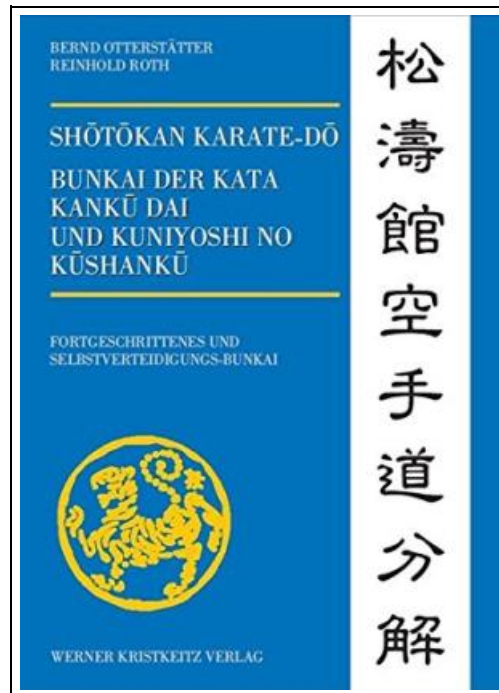 BERND OTTERSTÄTTER
REINHOLD ROTH
SHŌTŌKAN KARATE-DŌ
BUNKAI DER KATA
KANKŪ DAI
UND KUNIYOSHI NO
KŪSHANKŪ
FORTGESCHRITTENES UND
SELBSTVERTEIDIGUNGS-BUNKAI
WERNER KRISTKEITZ VERLAG
松濤館空手道分解